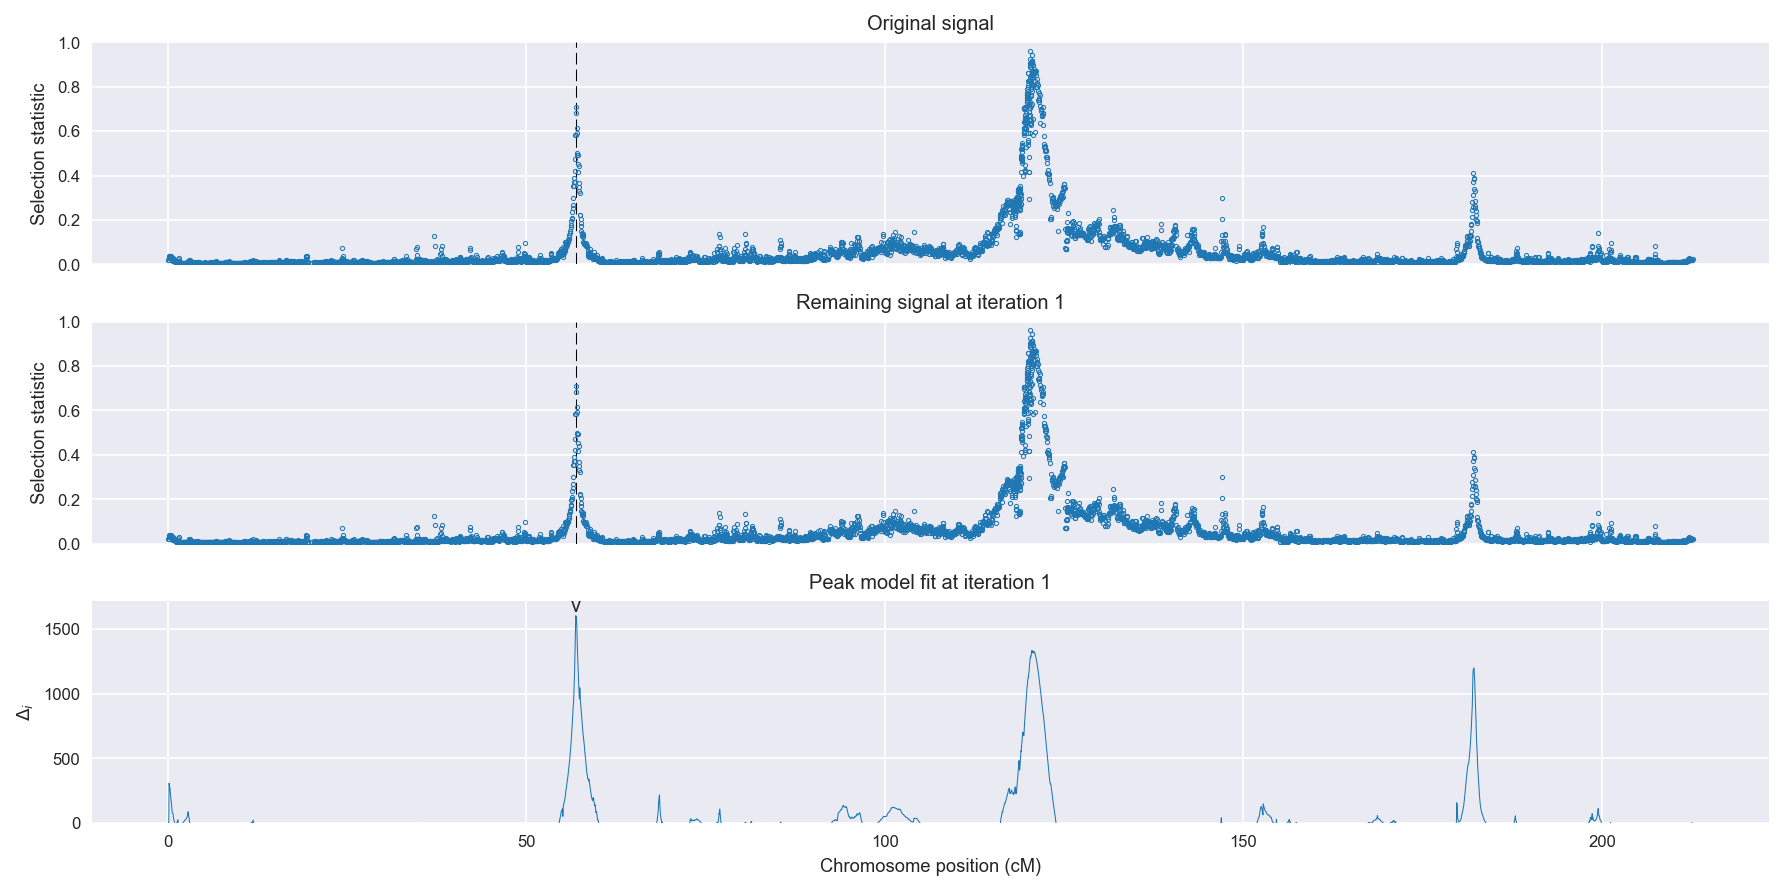 Original signal
Selection statistic
1.0
0.8
0.6
0.4
0.2
0.0
Remaining signal at iteration 1
Selection statistic
1.0
0.8
0.6
0.4
0.2
0.0
Peak model fit at iteration 1
v
Δi
1500
1000
500
0
0 50 100 150 200
Chromosome position (cM)